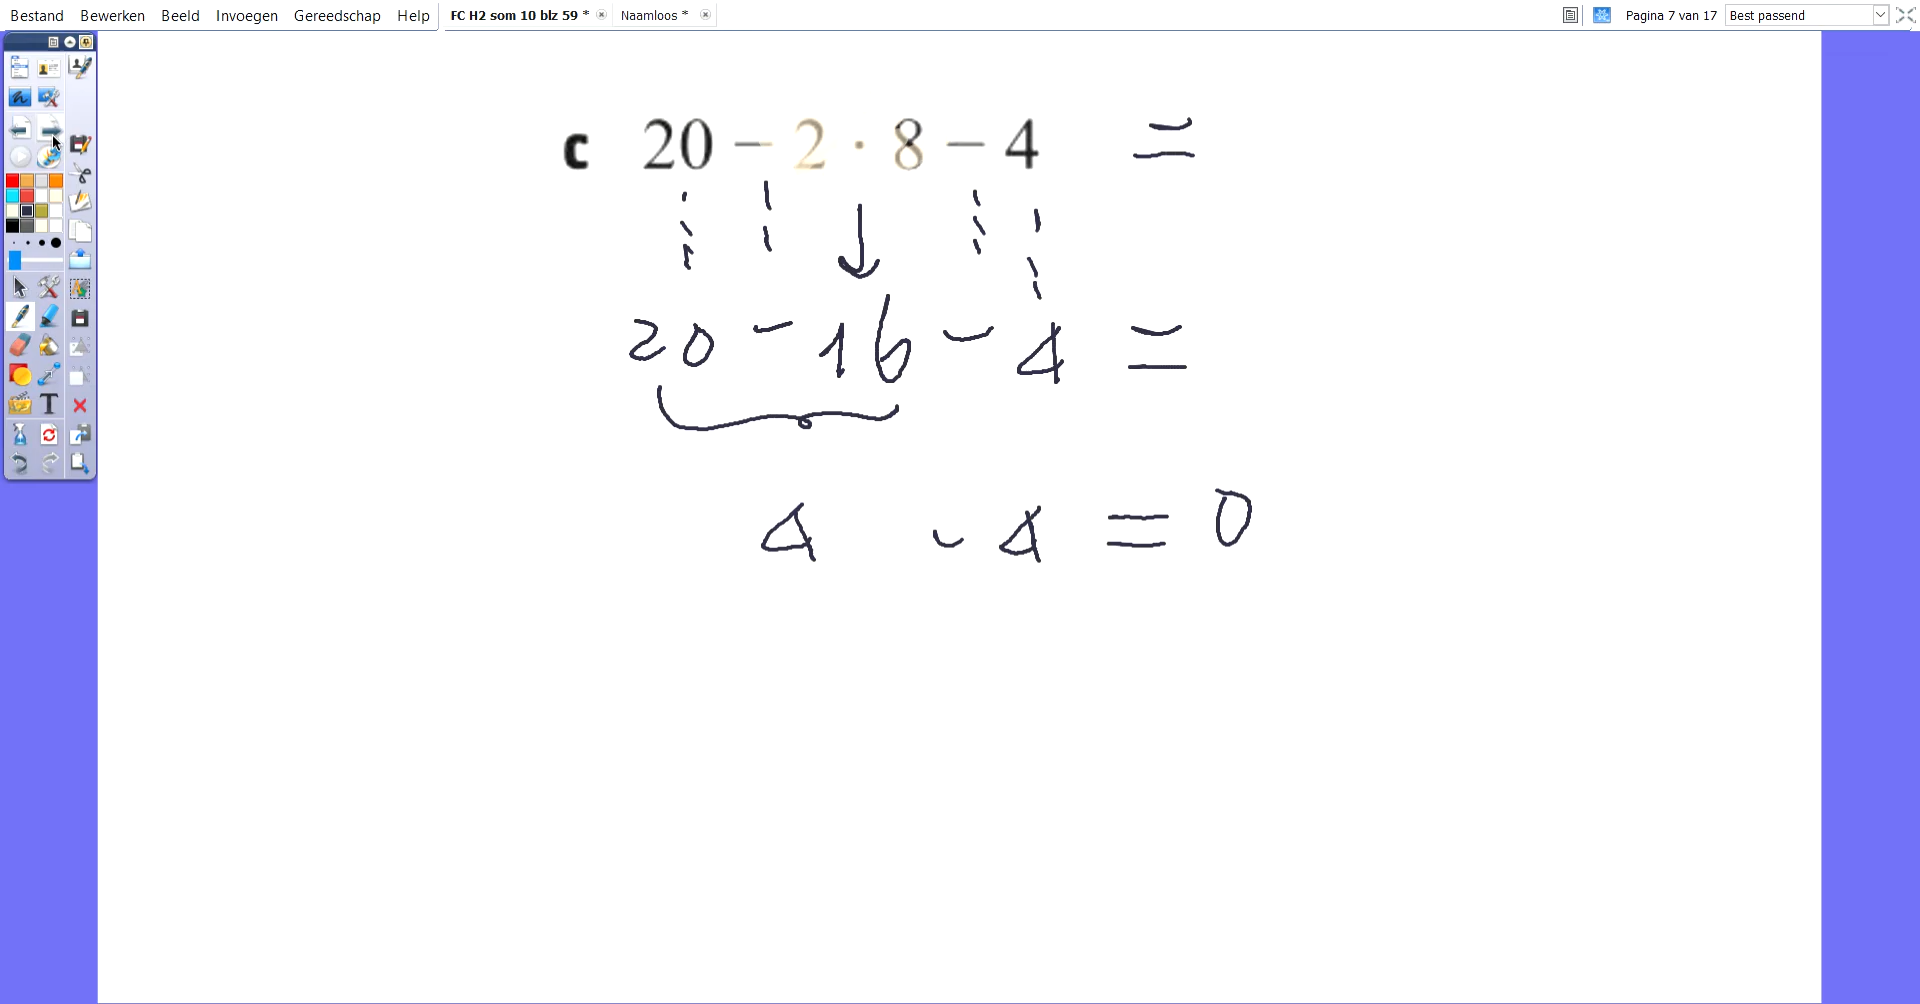 Bestand Bewerken Beeld Invoegen Gereedschap Help FC H2 som 10 blz 59 * Naamloos * Pagina 7 van 17 Best passend
c 20 − 2 · 8 − 4 =
20 - 16 - 4 =
4 - 4 = 0
T